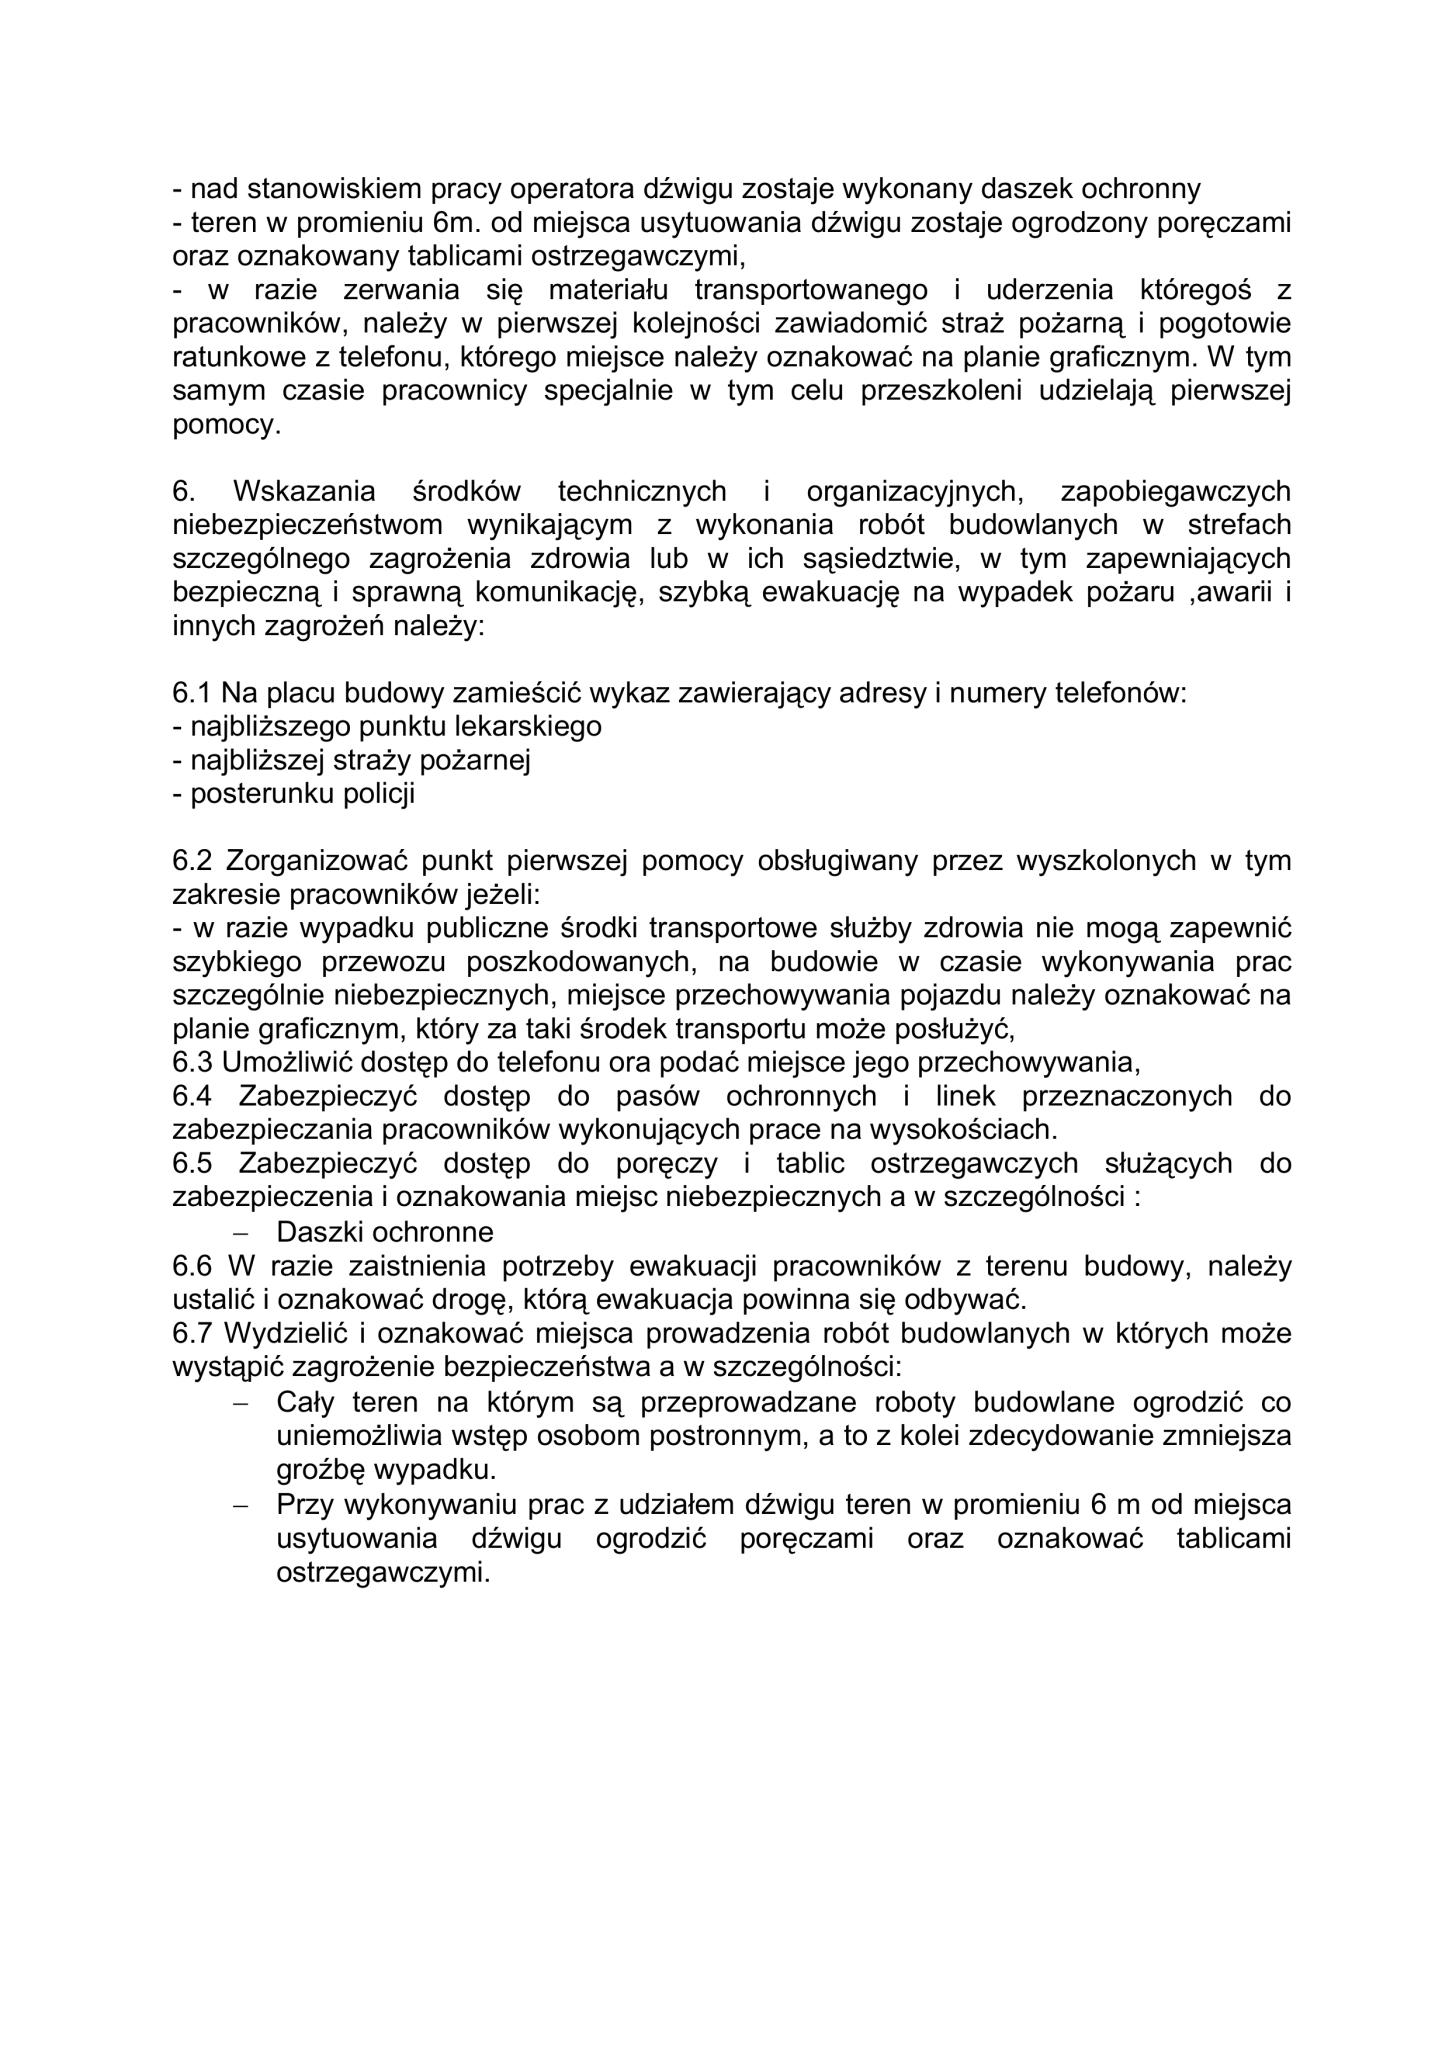 - nad stanowiskiem pracy operatora dźwigu zostaje wykonany daszek ochronny
- teren w promieniu 6m. od miejsca usytuowania dźwigu zostaje ogrodzony poręczami
oraz oznakowany tablicami ostrzegawczymi,
- w razie zerwania się materiału transportowanego i uderzenia któregoś z
pracowników, należy w pierwszej kolejności zawiadomić straż pożarną i pogotowie
ratunkowe z telefonu, którego miejsce należy oznakować na planie graficznym. W tym
samym czasie pracownicy specjalnie w tym celu przeszkoleni udzielają pierwszej
pomocy.
6. Wskazania środków technicznych i organizacyjnych, zapobiegawczych
niebezpieczeństwom wynikającym z wykonania robót budowlanych w strefach
szczególnego zagrożenia zdrowia lub w ich sąsiedztwie, w tym zapewniających
bezpieczną i sprawną komunikację, szybką ewakuację na wypadek pożaru ,awarii i
innych zagrożeń należy:
6.1 Na placu budowy zamieścić wykaz zawierający adresy i numery telefonów:
- najbliższego punktu lekarskiego
- najbliższej straży pożarnej
- posterunku policji
6.2 Zorganizować punkt pierwszej pomocy obsługiwany przez wyszkolonych w tym
zakresie pracowników jeżeli:
- w razie wypadku publiczne środki transportowe służby zdrowia nie mogą zapewnić
szybkiego przewozu poszkodowanych, na budowie w czasie wykonywania prac
szczególnie niebezpiecznych, miejsce przechowywania pojazdu należy oznakować na
planie graficznym, który za taki środek transportu może posłużyć,
6.3 Umożliwić dostęp do telefonu ora podać miejsce jego przechowywania,
6.4 Zabezpieczyć dostęp do pasów ochronnych i linek przeznaczonych do
zabezpieczania pracowników wykonujących prace na wysokościach.
6.5 Zabezpieczyć dostęp do poręczy i tablic ostrzegawczych służących do
zabezpieczenia i oznakowania miejsc niebezpiecznych a w szczególności :
– Daszki ochronne
6.6 W razie zaistnienia potrzeby ewakuacji pracowników z terenu budowy, należy
ustalić i oznakować drogę, którą ewakuacja powinna się odbywać.
6.7 Wydzielić i oznakować miejsca prowadzenia robót budowlanych w których może
wystąpić zagrożenie bezpieczeństwa a w szczególności:
– Cały teren na którym są przeprowadzane roboty budowlane ogrodzić co
uniemożliwia wstęp osobom postronnym, a to z kolei zdecydowanie zmniejsza
groźbę wypadku.
– Przy wykonywaniu prac z udziałem dźwigu teren w promieniu 6 m od miejsca
usytuowania dźwigu ogrodzić poręczami oraz oznakować tablicami
ostrzegawczymi.